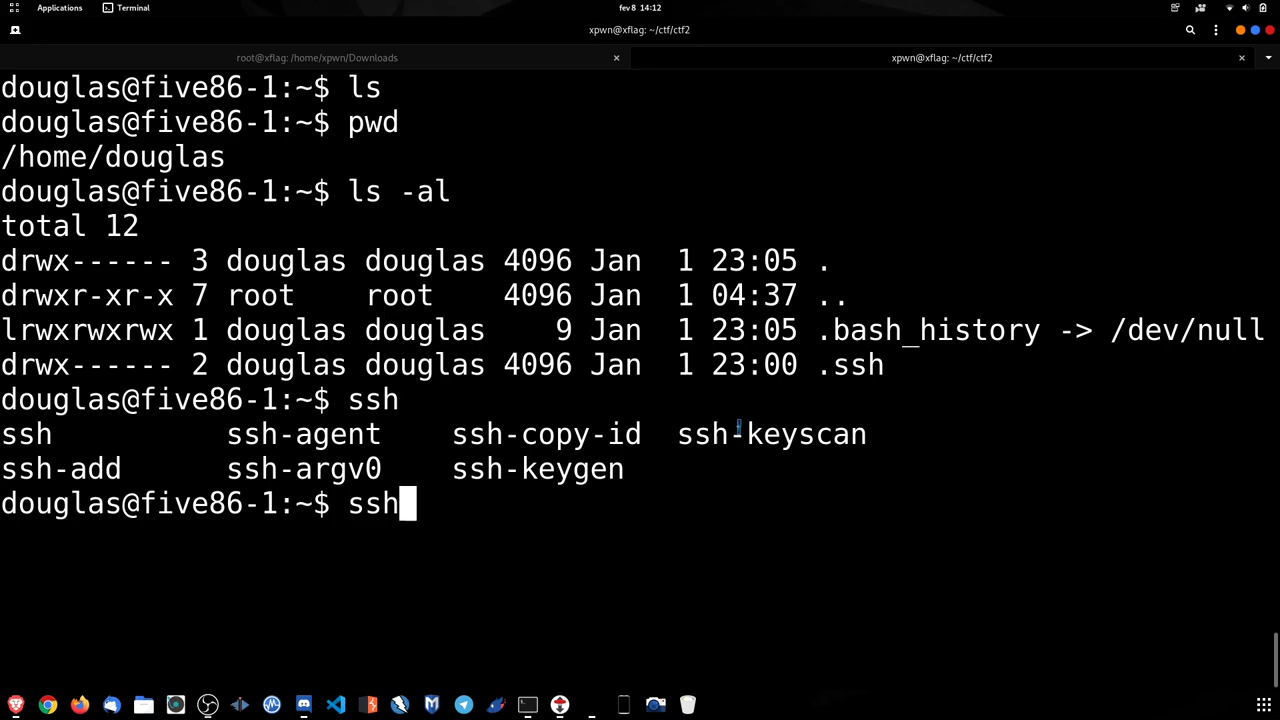 Applications Terminal fev 8 14:12
xpwn@xflag: ~/ctf/ctf2
root@xflag: /home/xpwn/Downloads xpwn@xflag: ~/ctf/ctf2
douglas@five86-1:~$ ls
douglas@five86-1:~$ pwd
/home/douglas
douglas@five86-1:~$ ls -al
total 12
drwx------ 3 douglas douglas 4096 Jan  1 23:05 .
drwxr-xr-x 7 root    root    4096 Jan  1 04:37 ..
lrwxrwxrwx 1 douglas douglas    9 Jan  1 23:05 .bash_history -> /dev/null
drwx------ 2 douglas douglas 4096 Jan  1 23:00 .ssh
douglas@five86-1:~$ ssh
ssh          ssh-agent    ssh-copy-id  ssh-keyscan
ssh-add      ssh-argv0    ssh-keygen
douglas@five86-1:~$ ssh